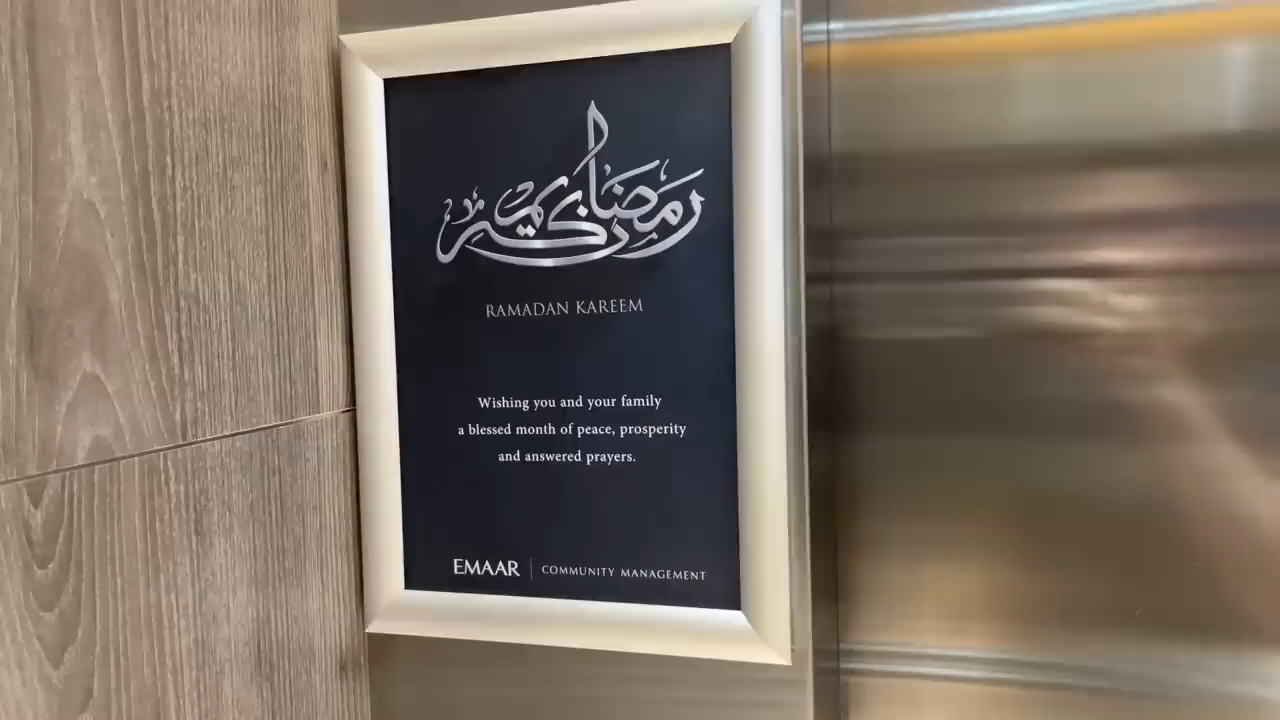 رمضان كريم
RAMADAN KAREEM
Wishing you and your family
a blessed month of peace, prosperity
and answered prayers.
EMAAR | COMMUNITY MANAGEMENT